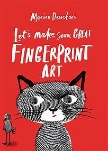 Marion Deuchars
Let's make some GREAT
FINGERPRINT
ART